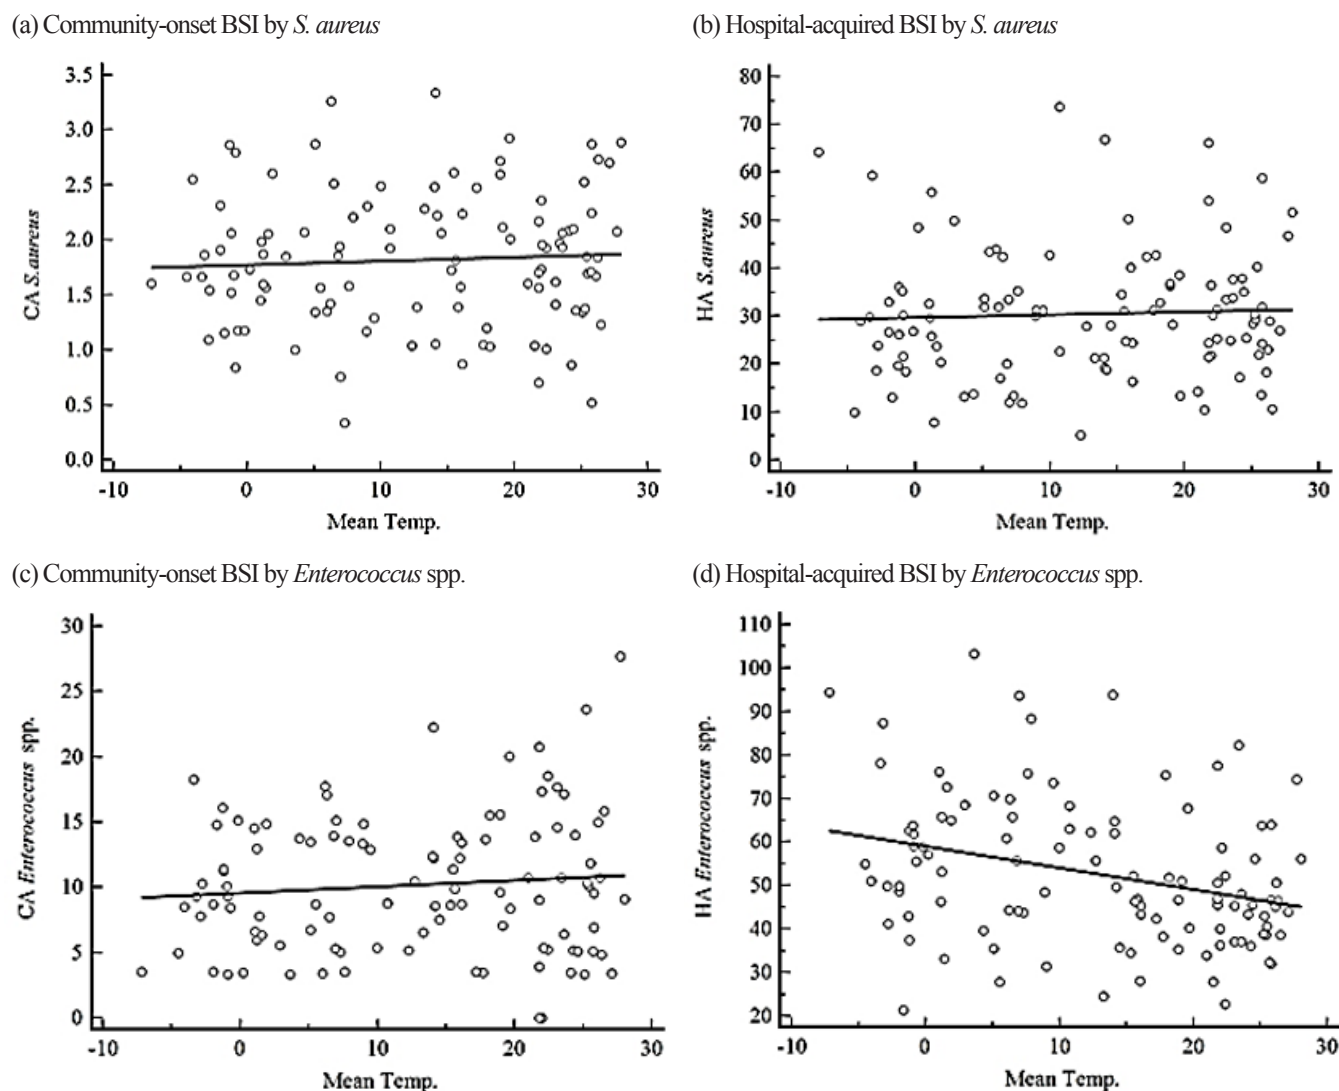 (a) Community-onset BSI by S. aureus
3.5
3.0
2.5
2.0
1.5
1.0
0.5
0.0
CA S.aureus
-10 0 10 20 30
Mean Temp.
(b) Hospital-acquired BSI by S. aureus
80
70
60
50
40
30
20
10
0
HA S.aureus
-10 0 10 20 30
Mean Temp.
(c) Community-onset BSI by Enterococcus spp.
30
25
20
15
10
5
0
CA Enterococcus spp.
-10 0 10 20 30
Mean Temp.
(d) Hospital-acquired BSI by Enterococcus spp.
110
100
90
80
70
60
50
40
30
20
HA Enterococcus spp.
-10 0 10 20 30
Mean Temp.